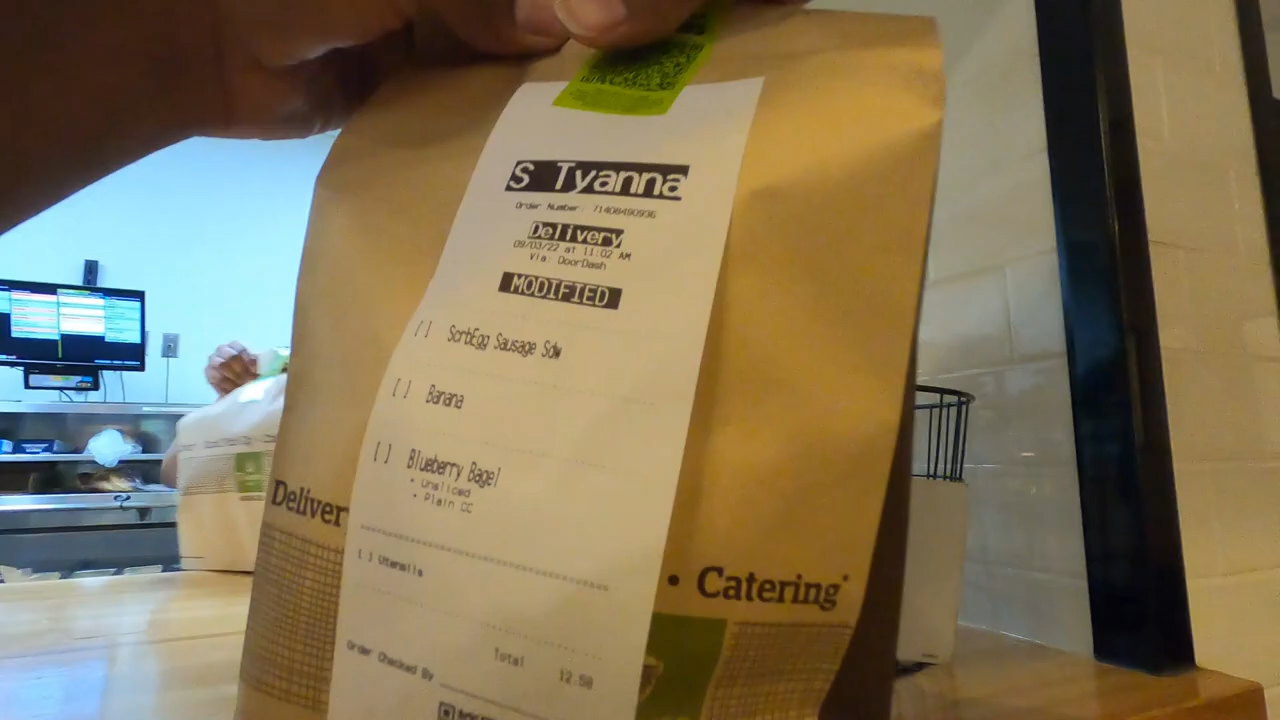 S Tyanna
Order Number: 71408490936
Delivery
09/03/22 at 11:02 AM
Via: DoorDash
MODIFIED
[/] ScrbEgg Sausage Sdw
[ ] Banana
[ ] Blueberry Bagel
• Unsliced
• Plain CC
[ ] Utensils
Total 12.58
Order Checked By
Deliver
• Catering